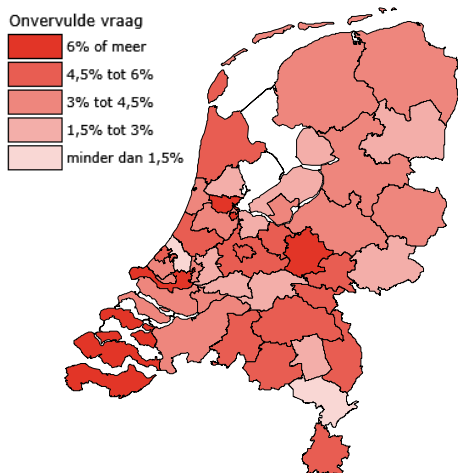 Onvervulde vraag
6% of meer
4,5% tot 6%
3% tot 4,5%
1,5% tot 3%
minder dan 1,5%